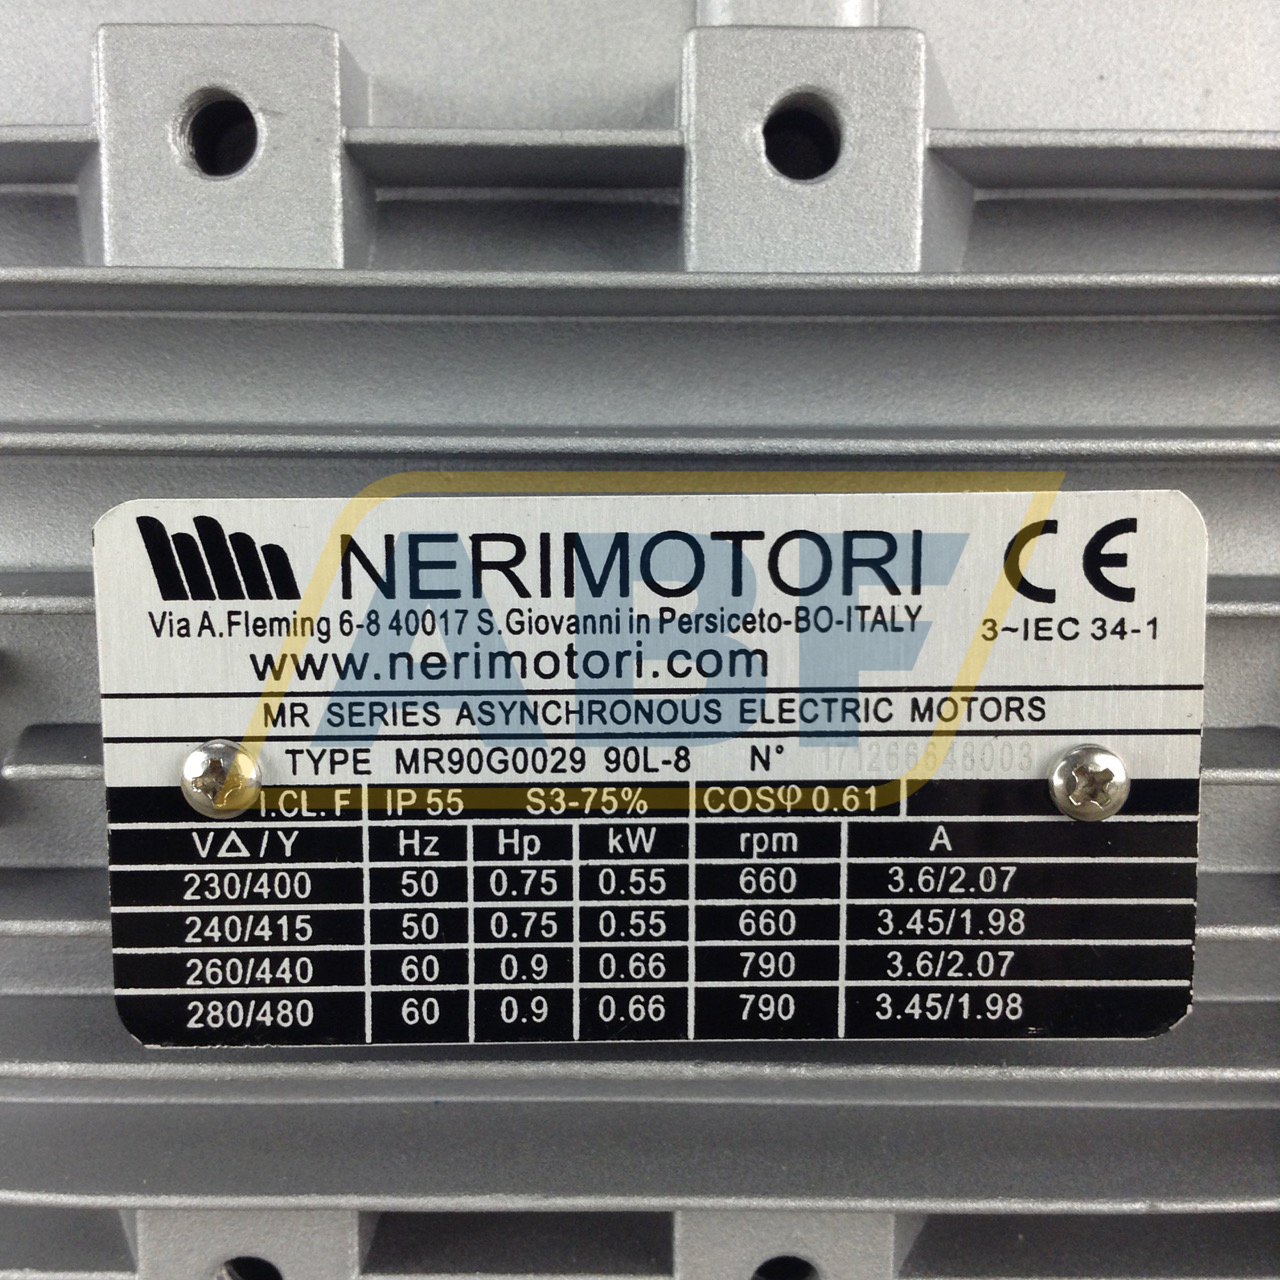 NERIMOTORI CE
Via A.Fleming 6-8 40017 S.Giovanni in Persiceto-BO-ITALY 3~IEC 34-1
www.nerimotori.com
MR SERIES ASYNCHRONOUS ELECTRIC MOTORS
TYPE MR90G0029 90L-8 N° 171266648003
I.CL. F IP 55 S3-75% COSφ 0.61
V△/Y Hz Hp kW rpm A
230/400 50 0.75 0.55 660 3.6/2.07
240/415 50 0.75 0.55 660 3.45/1.98
260/440 60 0.9 0.66 790 3.6/2.07
280/480 60 0.9 0.66 790 3.45/1.98
ABF